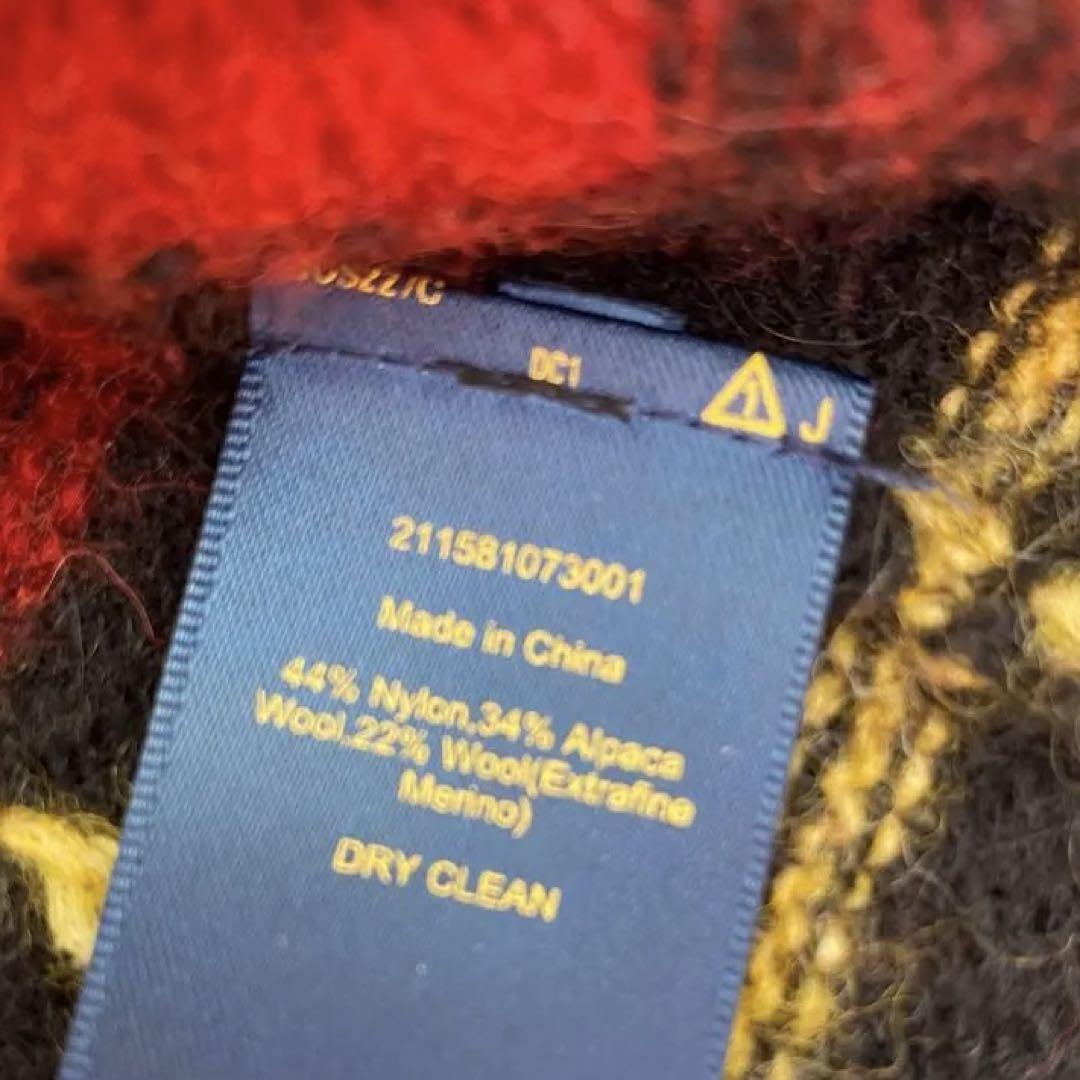 DC1
J
211581073001
Made in China
44% Nylon,34% Alpaca
Wool,22% Wool(Extrafine
Merino)
DRY CLEAN